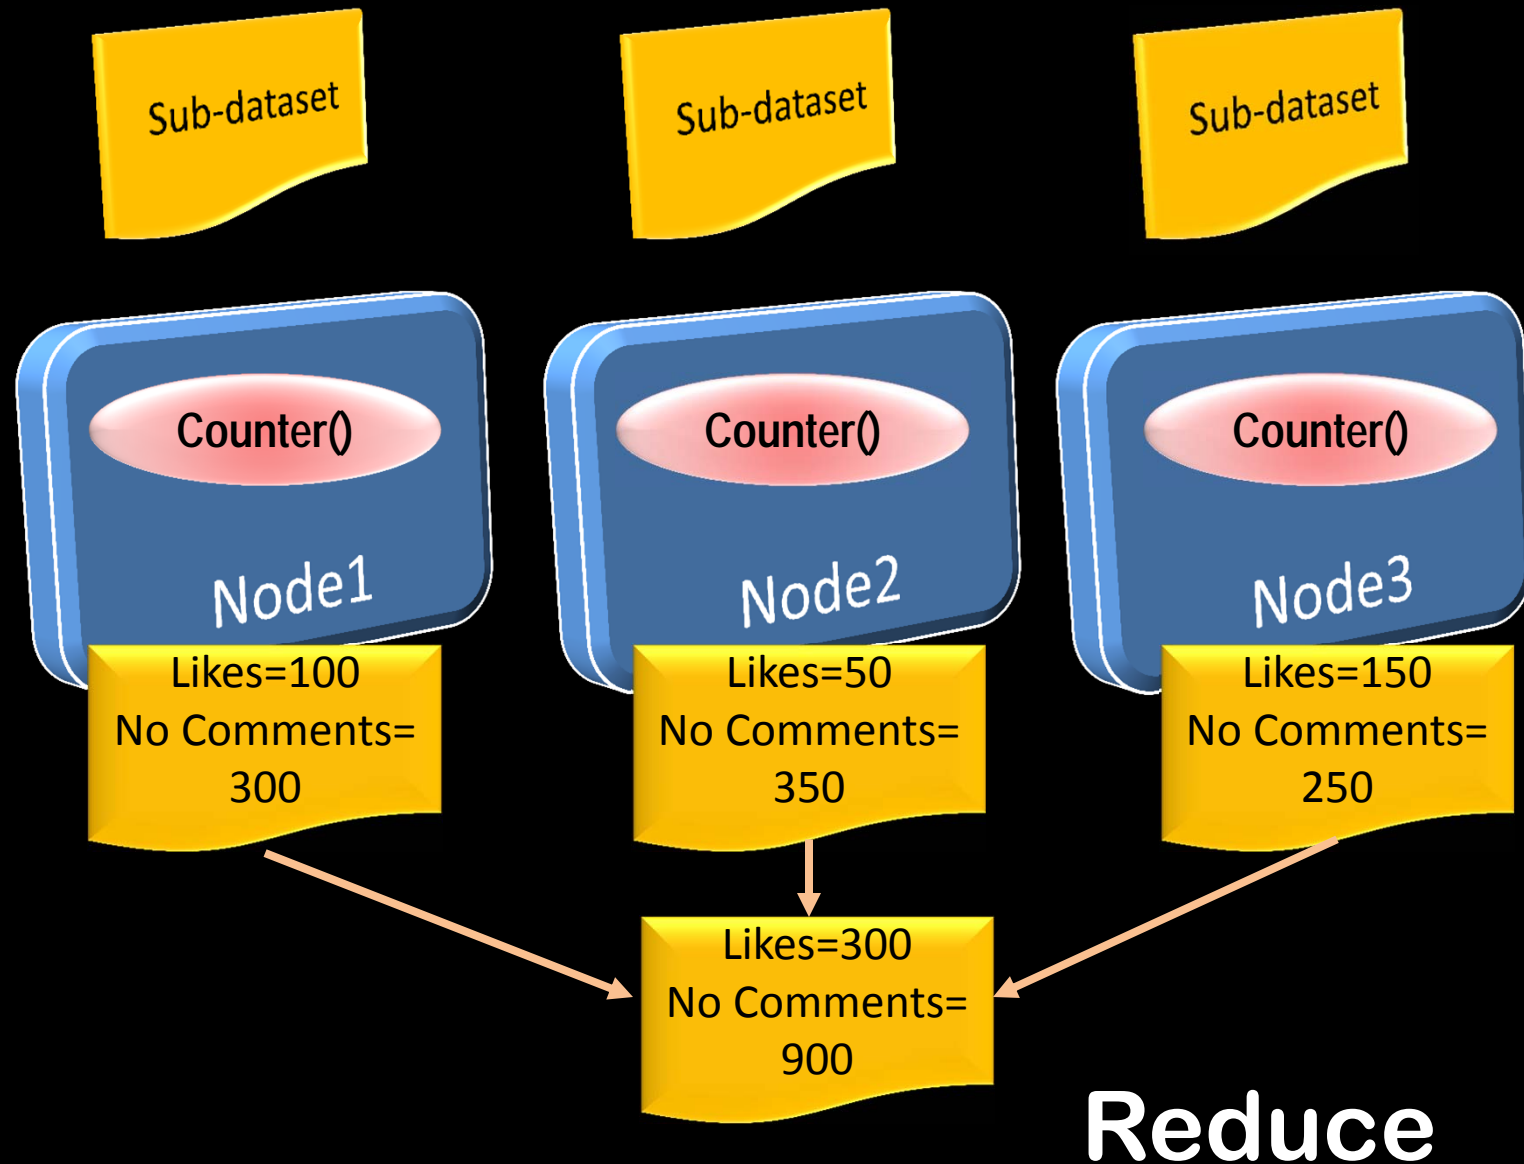 Sub-dataset
Sub-dataset
Sub-dataset
Counter()
Counter()
Counter()
Node1
Node2
Node3
Likes=100
No Comments=
300
Likes=50
No Comments=
350
Likes=150
No Comments=
250
Likes=300
No Comments=
900
Reduce